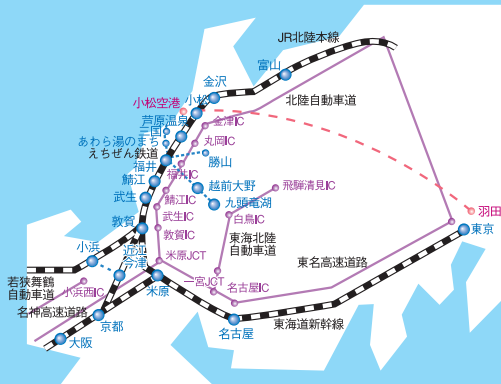 JR北陸本線
富山
金沢
小松空港
小松
北陸自動車道
芦原温泉
金津IC
三国
丸岡IC
あわら湯のまち
えちぜん鉄道
勝山
福井
福井IC
越前大野
飛騨清見IC
鯖江
九頭竜湖
鯖江IC
武生
武生IC
白鳥IC
羽田
敦賀
敦賀IC
東海北陸
自動車道
東京
小浜
近江
今津
米原JCT
東名高速道路
若狭舞鶴
自動車道
小浜西IC
米原
一宮JCT
名古屋IC
名神高速道路
京都
名古屋
東海道新幹線
大阪